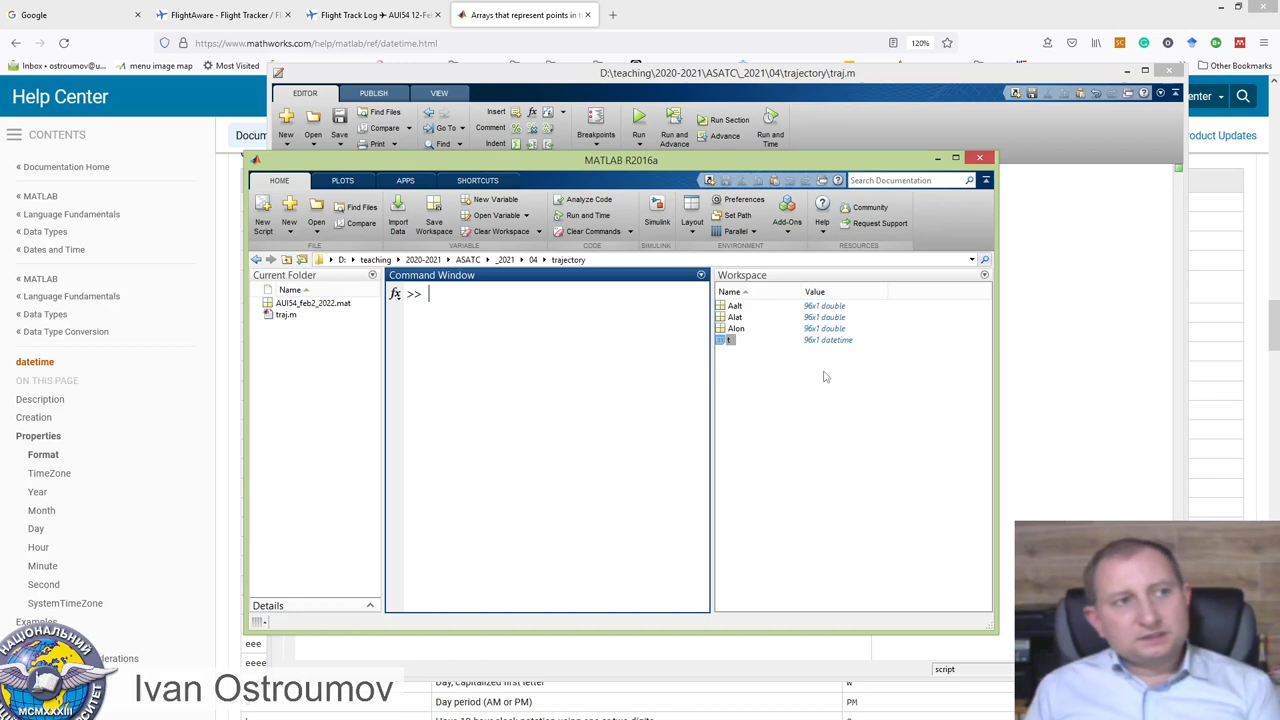 Google
FlightAware - Flight Tracker / Fli
Flight Track Log ✈ AUI54 12-Feb
Arrays that represent points in t
https://www.mathworks.com/help/matlab/ref/datetime.html
120%
Inbox • ostroumov@u...
menu image map
Most Visited
Other Bookmarks
Help Center
CONTENTS
Docum
enter
oduct Updates
« Documentation Home
« MATLAB
« Language Fundamentals
« Data Types
« Dates and Time
« MATLAB
« Language Fundamentals
« Data Types
« Data Type Conversion
datetime
ON THIS PAGE
Description
Creation
Properties
Format
TimeZone
Year
Month
Day
Hour
Minute
Second
SystemTimeZone
Examples
derations
D:\teaching\2020-2021\ASATC\_2021\04\trajectory\traj.m
EDITOR
PUBLISH
VIEW
New
Open
Save
Find Files
Compare
Print
Go To
Find
Insert
Comment
Indent
Breakpoints
Run
Run and Advance
Run Section
Advance
Run and Time
MATLAB R2016a
HOME
PLOTS
APPS
SHORTCUTS
Search Documentation
New Script
New
Open
Find Files
Compare
Import Data
Save Workspace
New Variable
Open Variable
Clear Workspace
Analyze Code
Run and Time
Clear Commands
Simulink
Layout
Preferences
Set Path
Parallel
Add-Ons
Help
Community
Request Support
FILE
VARIABLE
CODE
SIMULINK
ENVIRONMENT
RESOURCES
D: teaching 2020-2021 ASATC _2021 04 trajectory
Current Folder
Name
AUI54_feb2_2022.mat
traj.m
Details
Command Window
fx >>
Workspace
Name Value
Aalt 96x1 double
Alat 96x1 double
Alon 96x1 double
t 96x1 datetime
script
eee
eeee
Day, capitalized first letter W
Day period (AM or PM) PM
НАЦІОНАЛЬНИЙ
MCMXXXIII
Ivan Ostroumov